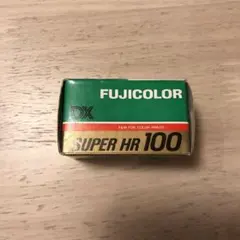 FUJICOLOR
DX
FILM FOR COLOR PRINTS
SUPER HR 100